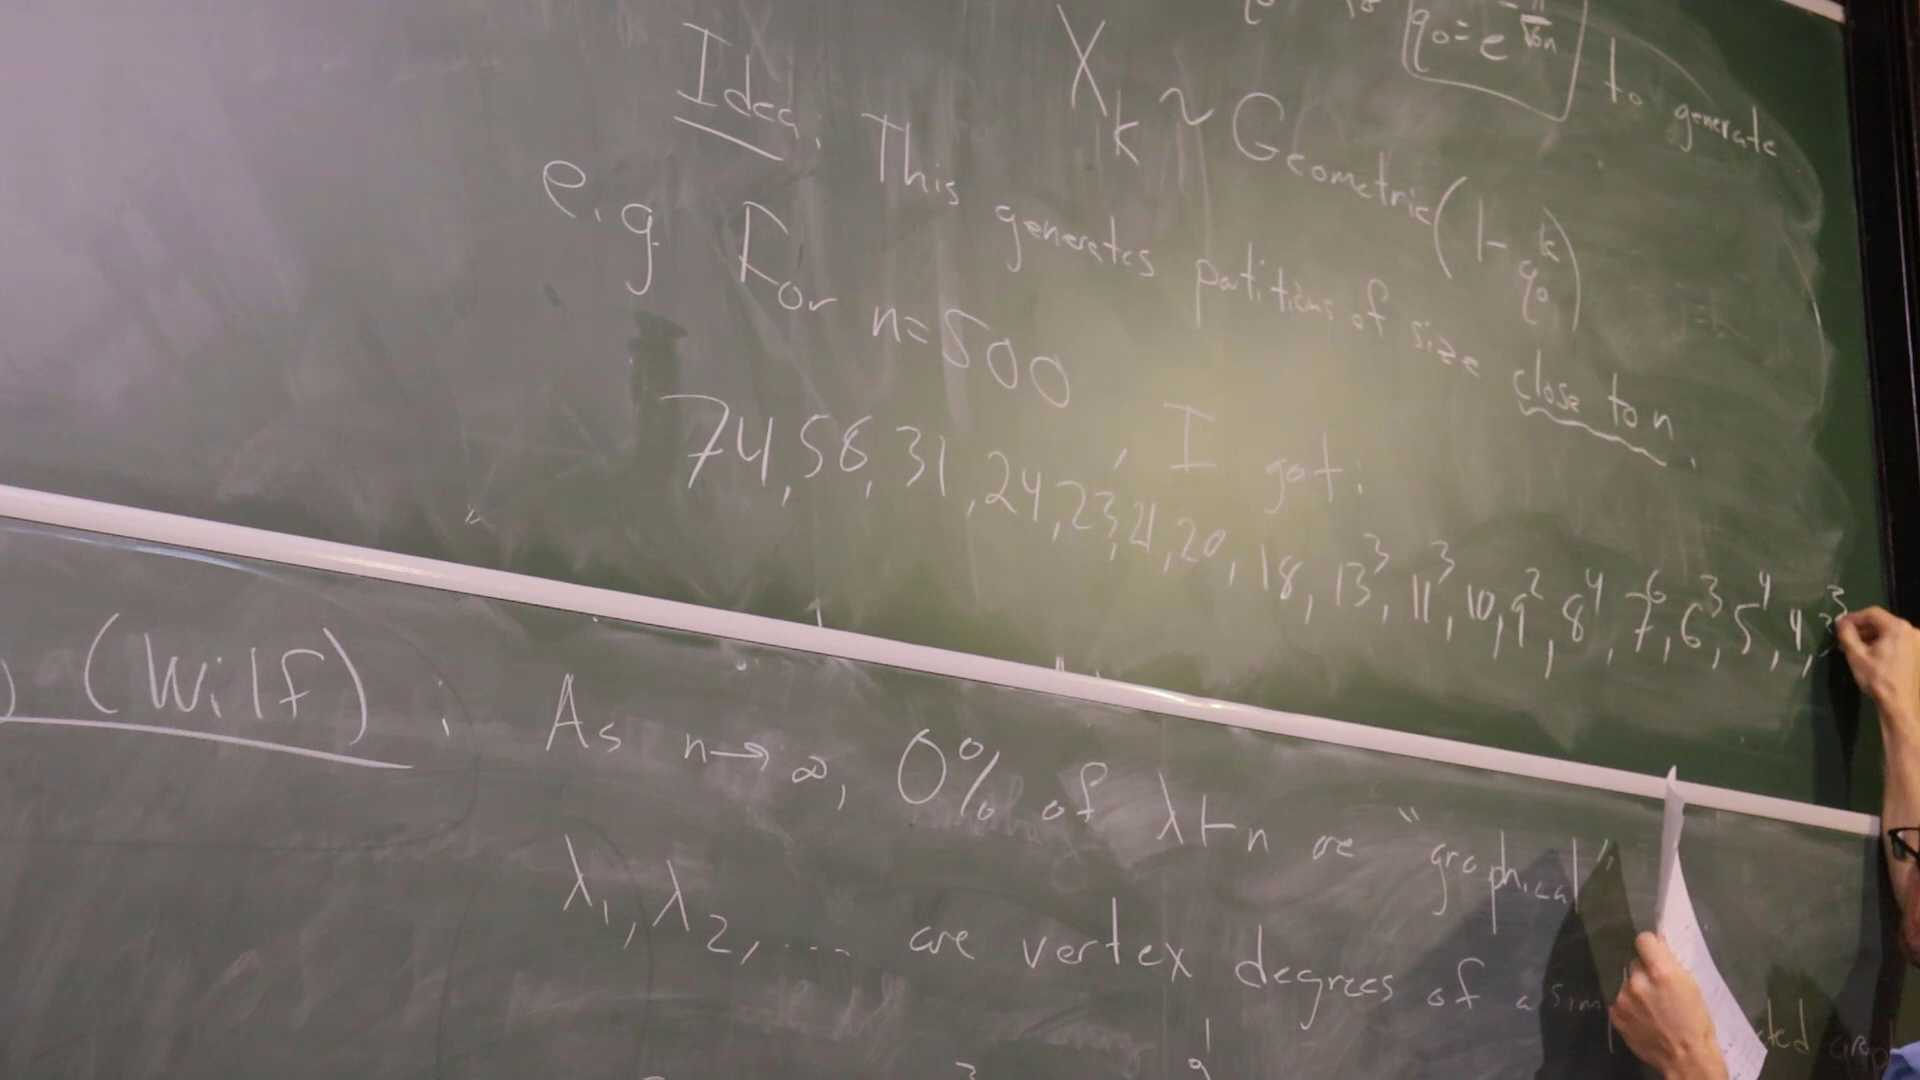 q₀ = e^(-π/√6n) to generate
X_k ~ Geometric(1 - q₀^k)
Idea: This generates partitions of size close to n.
e.g. For n=500, I got:
74, 56, 31, 24, 23, 21, 20, 18, 13³, 11³, 10, 9², 8⁴, 7⁶, 6³, 5⁴, 4, 3³
(Wilf): As n→∞, 0% of λ⊢n are "graphical"
λ₁, λ₂, ... are vertex degrees of a